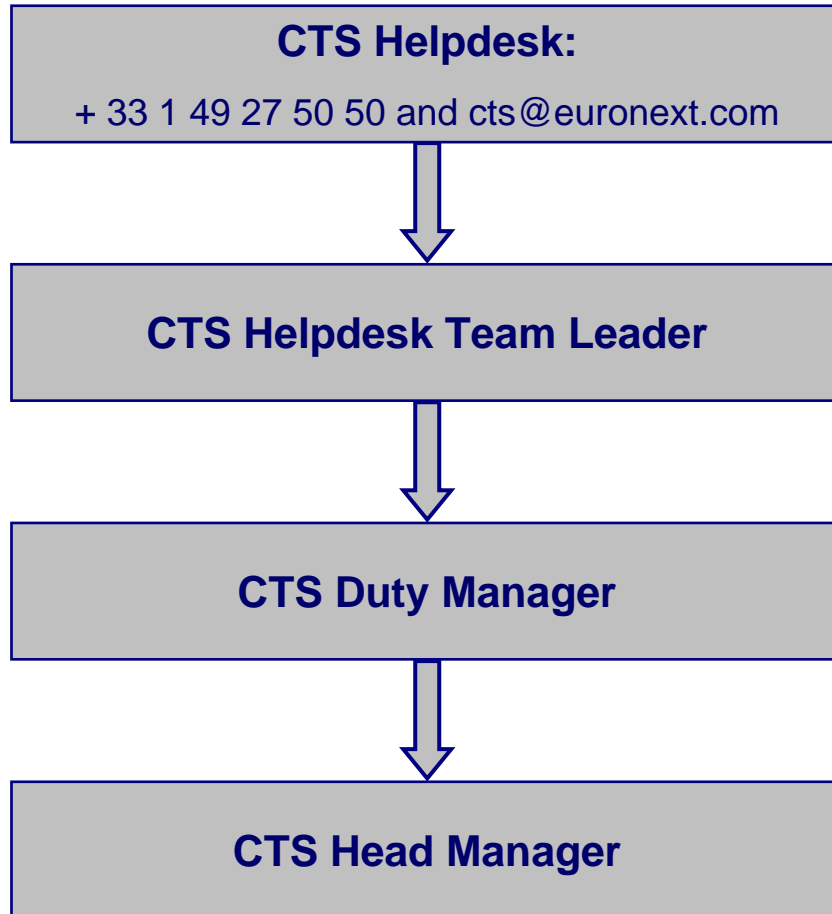 CTS Helpdesk:
+ 33 1 49 27 50 50 and cts@euronext.com
CTS Helpdesk Team Leader
CTS Duty Manager
CTS Head Manager